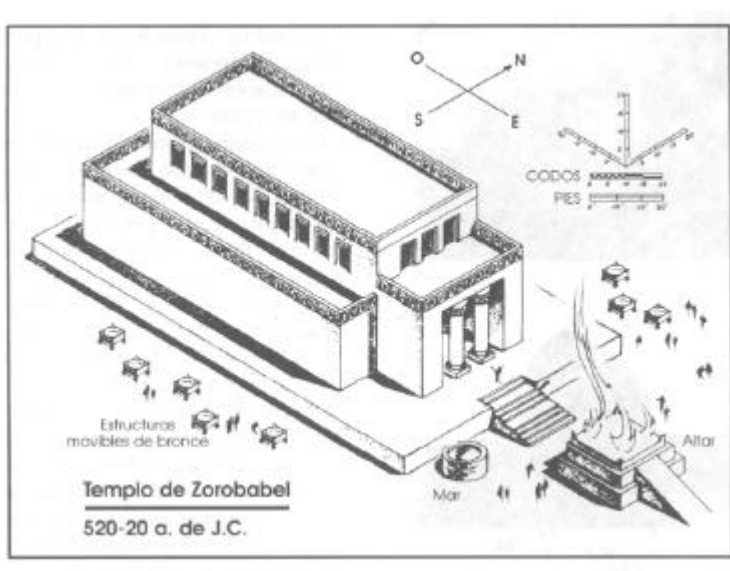 O
N
S
E
CODOS
PIES
Estructuras
movibles de bronce
Mar
Altar
Templo de Zorobabel
520-20 a. de J.C.